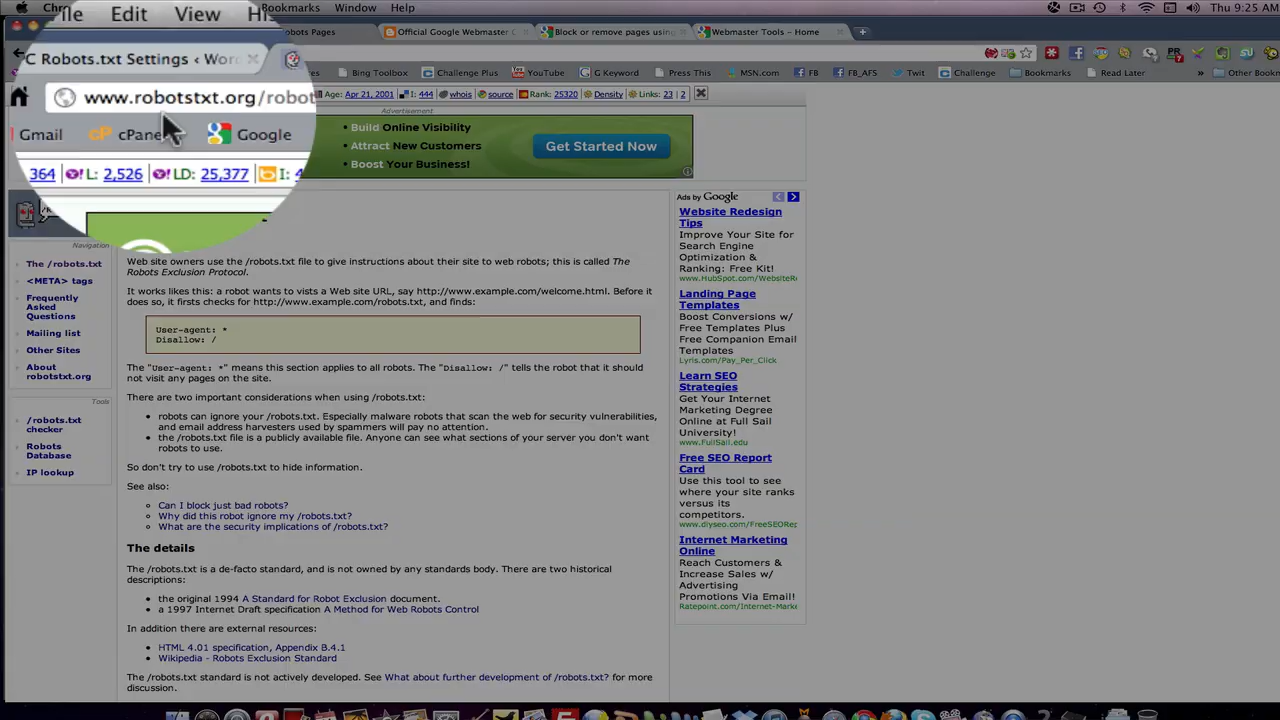 Chr
Bookmarks Window Help
Thu 9:25 AM
ile Edit View Hi
C Robots.txt Settings ‹ Wor
Robots Pages
Official Google Webmaster C
Block or remove pages using
Webmaster Tools – Home
www.robotstxt.org/robot
Bing Toolbox
Challenge Plus
YouTube
G Keyword
Press This
MSN.com
FB
FB_AFS
Twit
Challenge
Bookmarks
Read Later
Other Book
Gmail
cPane
Google
Age: Apr 21, 2001
I: 444
whois
source
Rank: 25320
Density
Links: 23 | 2
364
L: 2,526
LD: 25,377
I: 4
Advertisement
• Build Online Visibility
• Attract New Customers
• Boost Your Business!
Get Started Now
Navigation
The /robots.txt
<META> tags
Frequently
Asked
Questions
Mailing list
Other Sites
About
robotstxt.org
Tools
/robots.txt
checker
Robots
Database
IP lookup
Web site owners use the /robots.txt file to give instructions about their site to web robots; this is called The
Robots Exclusion Protocol.
It works likes this: a robot wants to vists a Web site URL, say http://www.example.com/welcome.html. Before it
does so, it firsts checks for http://www.example.com/robots.txt, and finds:
User-agent: *
Disallow: /
The "User-agent: *" means this section applies to all robots. The "Disallow: /" tells the robot that it should
not visit any pages on the site.
There are two important considerations when using /robots.txt:
• robots can ignore your /robots.txt. Especially malware robots that scan the web for security vulnerabilities,
and email address harvesters used by spammers will pay no attention.
• the /robots.txt file is a publicly available file. Anyone can see what sections of your server you don't want
robots to use.
So don't try to use /robots.txt to hide information.
See also:
Can I block just bad robots?
Why did this robot ignore my /robots.txt?
What are the security implications of /robots.txt?
The details
The /robots.txt is a de-facto standard, and is not owned by any standards body. There are two historical
descriptions:
• the original 1994 A Standard for Robot Exclusion document.
• a 1997 Internet Draft specification A Method for Web Robots Control
In addition there are external resources:
• HTML 4.01 specification, Appendix B.4.1
• Wikipedia - Robots Exclusion Standard
The /robots.txt standard is not actively developed. See What about further development of /robots.txt? for more
discussion.
Ads by Google
Website Redesign
Tips
Improve Your Site for
Search Engine
Optimization &
Ranking: Free Kit!
www.HubSpot.com/WebsiteRe
Landing Page
Templates
Boost Conversions w/
Free Templates Plus
Free Companion Email
Templates
Lyris.com/Pay_Per_Click
Learn SEO
Strategies
Get Your Internet
Marketing Degree
Online at Full Sail
University!
www.FullSail.edu
Free SEO Report
Card
Use this tool to see
where your site ranks
versus its
competitors.
www.diyseo.com/FreeSEORep
Internet Marketing
Online
Reach Customers &
Increase Sales w/
Advertising
Promotions Via Email!
Ratepoint.com/Internet-Marke